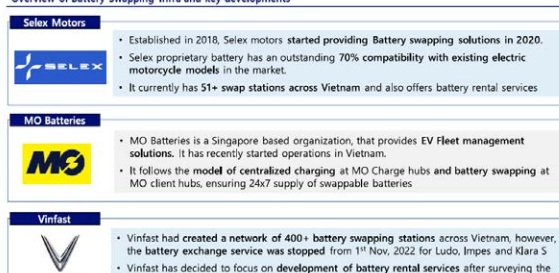 Overview of Battery Swapping Infra and key developments
Selex Motors
SELEX
• Established in 2018, Selex motors started providing Battery swapping solutions in 2020.
• Selex proprietary battery has an outstanding 70% compatibility with existing electric
motorcycle models in the market.
• It currently has 51+ swap stations across Vietnam and also offers battery rental services
MO Batteries
MO
• MO Batteries is a Singapore based organization, that provides EV Fleet management
solutions. It has recently started operations in Vietnam.
• It follows the model of centralized charging at MO Charge hubs and battery swapping at
MO client hubs, ensuring 24x7 supply of swappable batteries
Vinfast
• Vinfast had created a network of 400+ battery swapping stations across Vietnam, however,
the battery exchange service was stopped from 1st Nov, 2022 for Ludo, Impes and Klara S
• Vinfast has decided to focus on development of battery rental services after surveying the